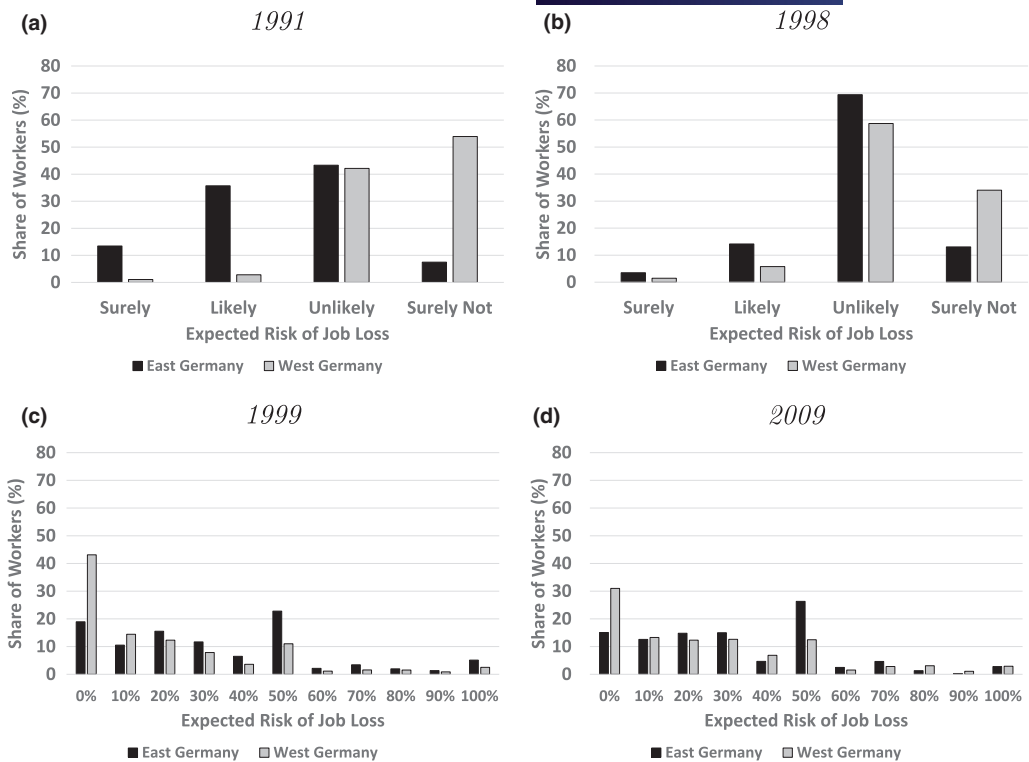 (a)
1991
Share of Workers (%)
80
70
60
50
40
30
20
10
0
Surely Likely Unlikely Surely Not
Expected Risk of Job Loss
East Germany West Germany
(b)
1998
Share of Workers (%)
80
70
60
50
40
30
20
10
0
Surely Likely Unlikely Surely Not
Expected Risk of Job Loss
East Germany West Germany
(c)
1999
Share of Workers (%)
80
70
60
50
40
30
20
10
0
0% 10% 20% 30% 40% 50% 60% 70% 80% 90% 100%
Expected Risk of Job Loss
East Germany West Germany
(d)
2009
Share of Workers (%)
80
70
60
50
40
30
20
10
0
0% 10% 20% 30% 40% 50% 60% 70% 80% 90% 100%
Expected Risk of Job Loss
East Germany West Germany